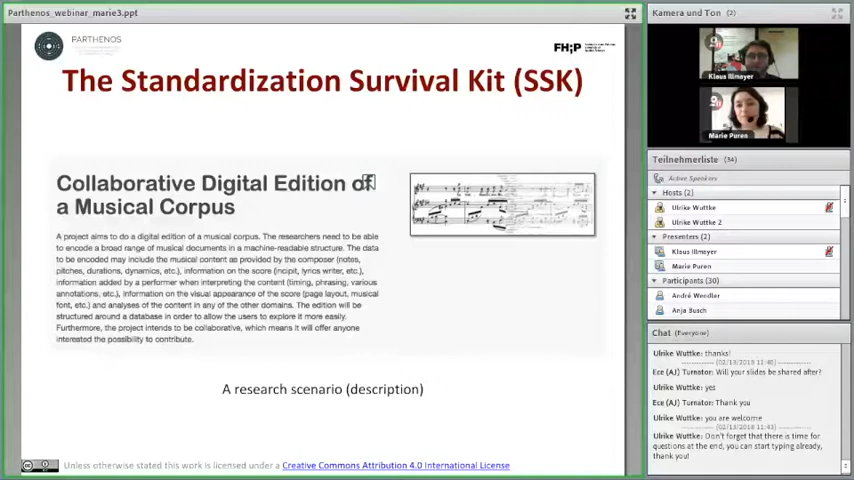 Parthenos_webinar_marie3.ppt
PARTHENOS
FH;P
The Standardization Survival Kit (SSK)
Collaborative Digital Edition of
a Musical Corpus
A project aims to do a digital edition of a musical corpus. The researchers need to be able
to encode a broad range of musical documents in a machine-readable structure. The data
to be encoded may include the musical content as provided by the composer (notes,
pitches, durations, dynamics, etc.), information on the score (incipit, lyrics writer, etc.),
information added by a performer when interpreting the content (timing, phrasing, various
annotations, etc.), information on the visual appearance of the score (page layout, musical
font, etc.) and analyses of the content in any of the other domains. The edition will be
structured around a database in order to allow the users to explore it more easily.
Furthermore, the project intends to be collaborative, which means it will offer anyone
interested the possibility to contribute.
A research scenario (description)
Unless otherwise stated this work is licensed under a Creative Commons Attribution 4.0 International License
Kamera und Ton (2)
Klaus Illmayer
Marie Puren
Teilnehmerliste (34)
Active Speakers
Hosts (2)
Ulrike Wuttke
Ulrike Wuttke 2
Presenters (2)
Klaus Illmayer
Marie Puren
Participants (30)
André Wendler
Anja Busch
Chat (Everyone)
Ulrike Wuttke: thanks!
(02/13/2018 11:40)
Ece (AJ) Turnator: Will your slides be shared after?
Ulrike Wuttke: yes
Ece (AJ) Turnator: Thank you
Ulrike Wuttke: you are welcome
(02/13/2018 11:43)
Ulrike Wuttke: Don't forget that there is time for
questions at the end, you can start typing already,
thank you!